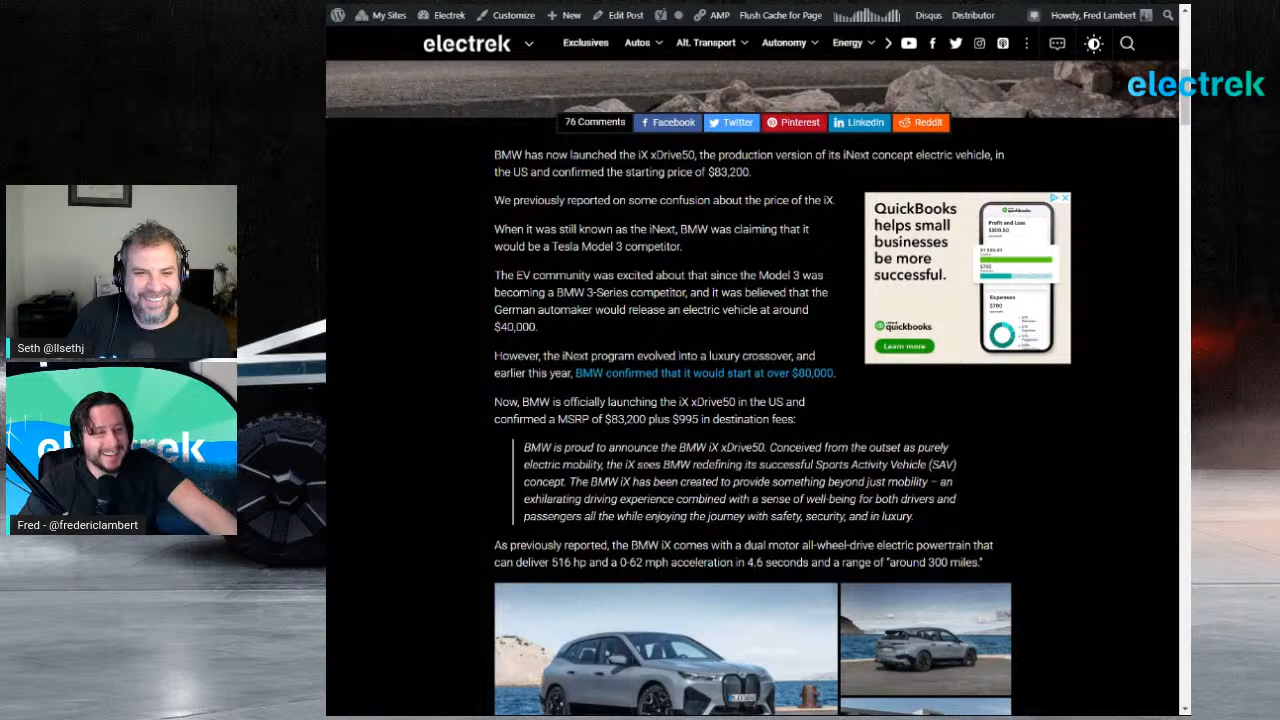 My Sites
Electrek
Customize
New
Edit Post
AMP
Flush Cache for Page
Disqus
Distributor
Howdy, Fred Lambert
electrek
Exclusives
Autos
Alt. Transport
Autonomy
Energy
electrek
76 Comments
Facebook
Twitter
Pinterest
LinkedIn
Reddit
BMW has now launched the iX xDrive50, the production version of its iNext concept electric vehicle, in
the US and confirmed the starting price of $83,200.
We previously reported on some confusion about the price of the iX.
When it was still known as the iNext, BMW was claiming that it
would be a Tesla Model 3 competitor.
The EV community was excited about that since the Model 3 was
becoming a BMW 3-Series competitor, and it was believed that the
German automaker would release an electric vehicle at around
$40,000.
However, the iNext program evolved into a luxury crossover, and
earlier this year, BMW confirmed that it would start at over $80,000.
Now, BMW is officially launching the iX xDrive50 in the US and
confirmed a MSRP of $83,200 plus $995 in destination fees:
BMW is proud to announce the BMW iX xDrive50. Conceived from the outset as purely
electric mobility, the iX sees BMW redefining its successful Sports Activity Vehicle (SAV)
concept. The BMW iX has been created to provide something beyond just mobility – an
exhilarating driving experience combined with a sense of well-being for both drivers and
passengers all the while enjoying the journey with safety, security, and in luxury.
As previously reported, the BMW iX comes with a dual motor all-wheel-drive electric powertrain that
can deliver 516 hp and a 0-62 mph acceleration in 4.6 seconds and a range of "around 300 miles."
QuickBooks
helps small
businesses
be more
successful.
quickbooks
Learn more
quickbooks
Profit and Loss
Expenses
Seth @llsethj
electrek
Fred - @fredericlambert